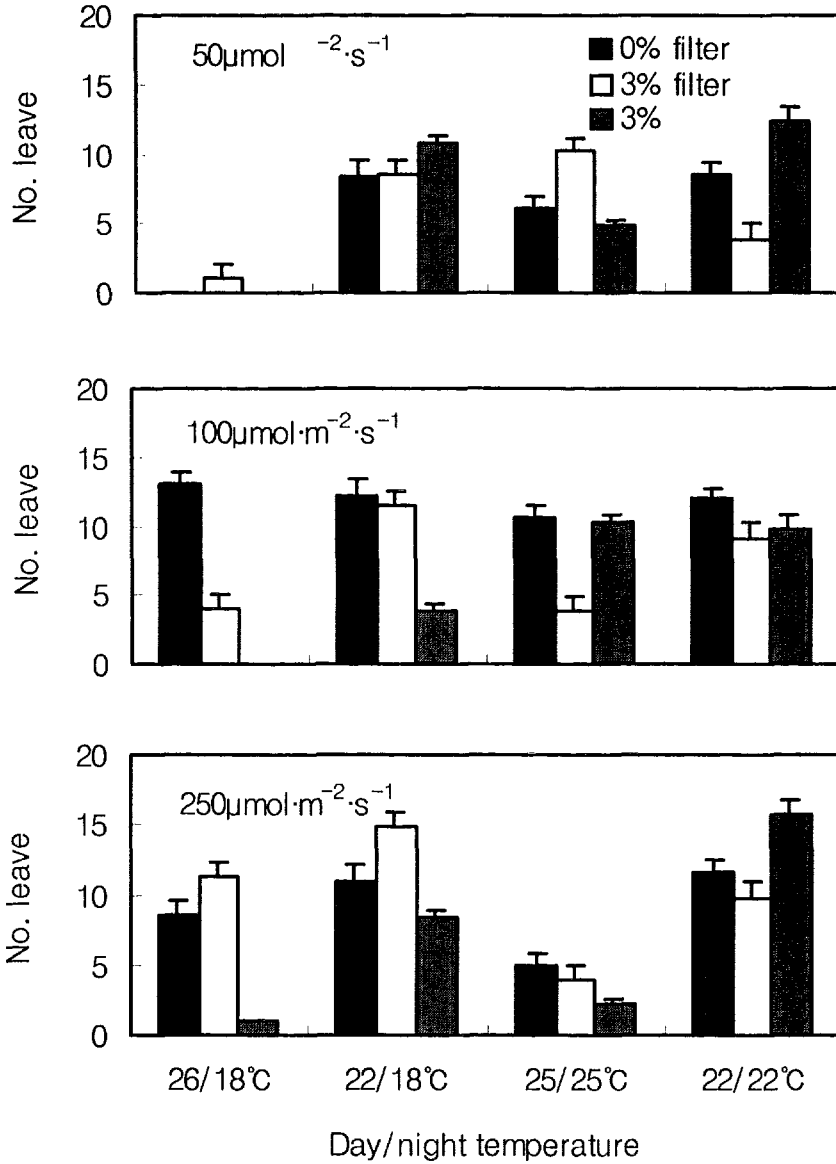 20
50μmol ⁻²·s⁻¹
0% filter
3% filter
3%
15
10
5
0
No. leave
20
100μmol·m⁻²·s⁻¹
15
10
5
0
No. leave
20
250μmol·m⁻²·s⁻¹
15
10
5
0
No. leave
26/18℃ 22/18℃ 25/25℃ 22/22℃
Day/night temperature